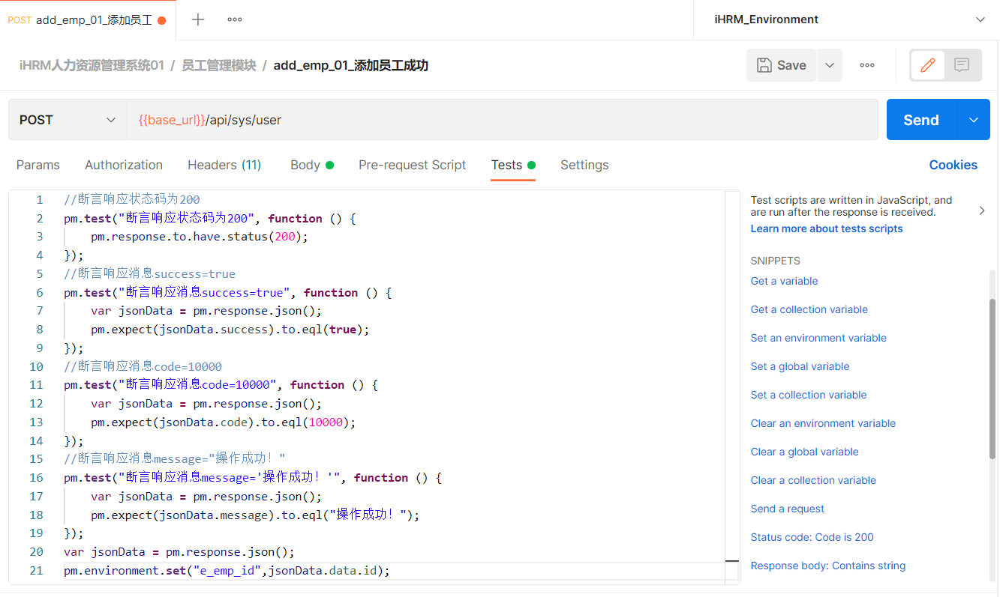 POST add_emp_01_添加员工
iHRM_Environment
iHRM人力资源管理系统01 / 员工管理模块 / add_emp_01_添加员工成功
Save
POST
{{base_url}}/api/sys/user
Send
Params Authorization Headers (11) Body Pre-request Script Tests Settings Cookies
1 //断言响应状态码为200
2 pm.test("断言响应状态码为200", function () {
3 pm.response.to.have.status(200);
4 });
5 //断言响应消息success=true
6 pm.test("断言响应消息success=true", function () {
7 var jsonData = pm.response.json();
8 pm.expect(jsonData.success).to.eql(true);
9 });
10 //断言响应消息code=10000
11 pm.test("断言响应消息code=10000", function () {
12 var jsonData = pm.response.json();
13 pm.expect(jsonData.code).to.eql(10000);
14 });
15 //断言响应消息message="操作成功！"
16 pm.test("断言响应消息message='操作成功！'", function () {
17 var jsonData = pm.response.json();
18 pm.expect(jsonData.message).to.eql("操作成功！");
19 });
20 var jsonData = pm.response.json();
21 pm.environment.set("e_emp_id",jsonData.data.id);
Test scripts are written in JavaScript, and
are run after the response is received.
Learn more about tests scripts
SNIPPETS
Get a variable
Get a collection variable
Set an environment variable
Set a global variable
Set a collection variable
Clear an environment variable
Clear a global variable
Clear a collection variable
Send a request
Status code: Code is 200
Response body: Contains string